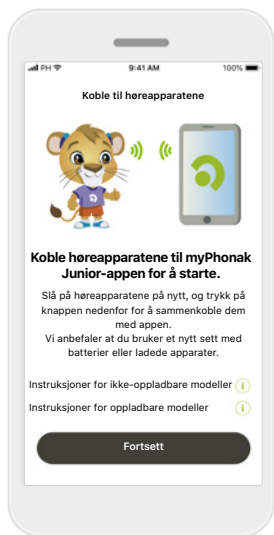 PH 9:41 AM 100%
Koble til høreapparatene
Koble høreapparatene til myPhonak
Junior-appen for å starte.
Slå på høreapparatene på nytt, og trykk på
knappen nedenfor for å sammenkoble dem
med appen.
Vi anbefaler at du bruker et nytt sett med
batterier eller ladede apparater.
Instruksjoner for ikke-oppladbare modeller i
Instruksjoner for oppladbare modeller i
Fortsett